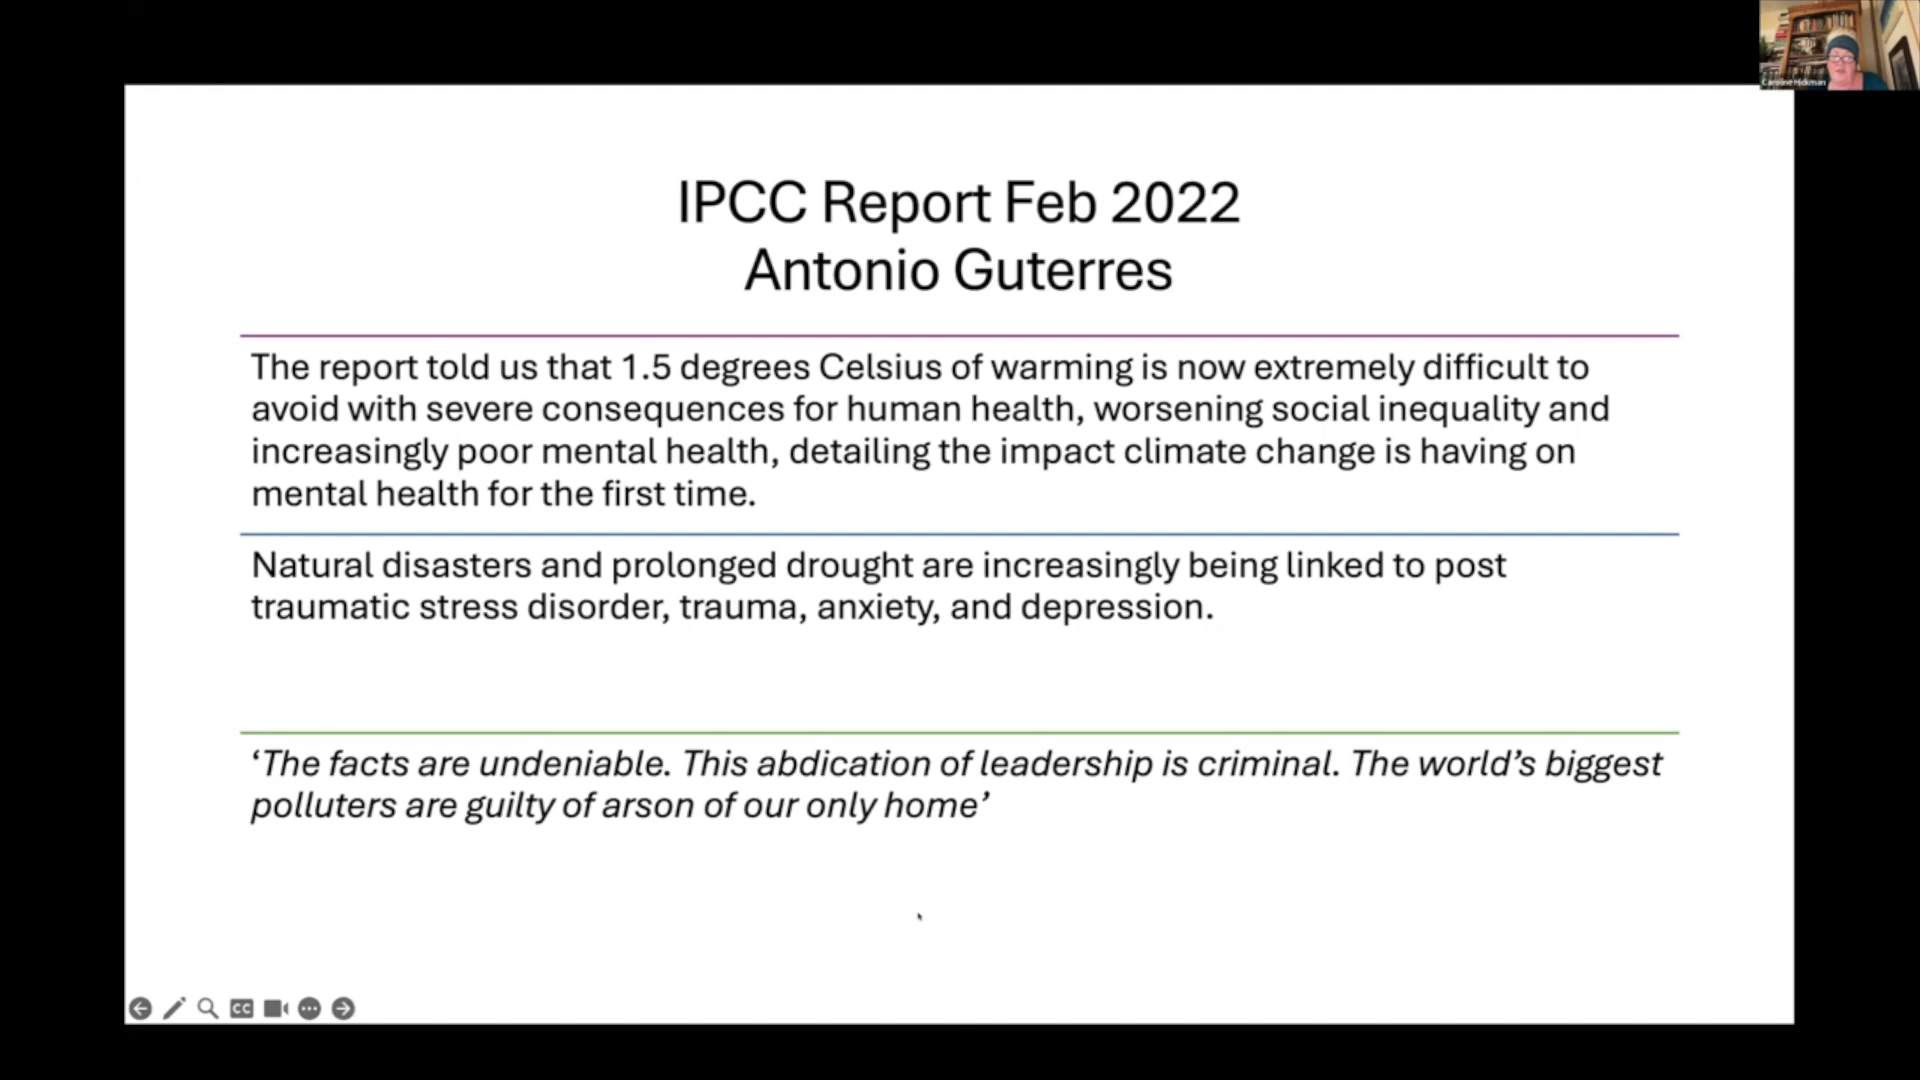 Caroline Hickman
IPCC Report Feb 2022
Antonio Guterres
The report told us that 1.5 degrees Celsius of warming is now extremely difficult to
avoid with severe consequences for human health, worsening social inequality and
increasingly poor mental health, detailing the impact climate change is having on
mental health for the first time.
Natural disasters and prolonged drought are increasingly being linked to post
traumatic stress disorder, trauma, anxiety, and depression.
‘The facts are undeniable. This abdication of leadership is criminal. The world’s biggest
polluters are guilty of arson of our only home’
CC